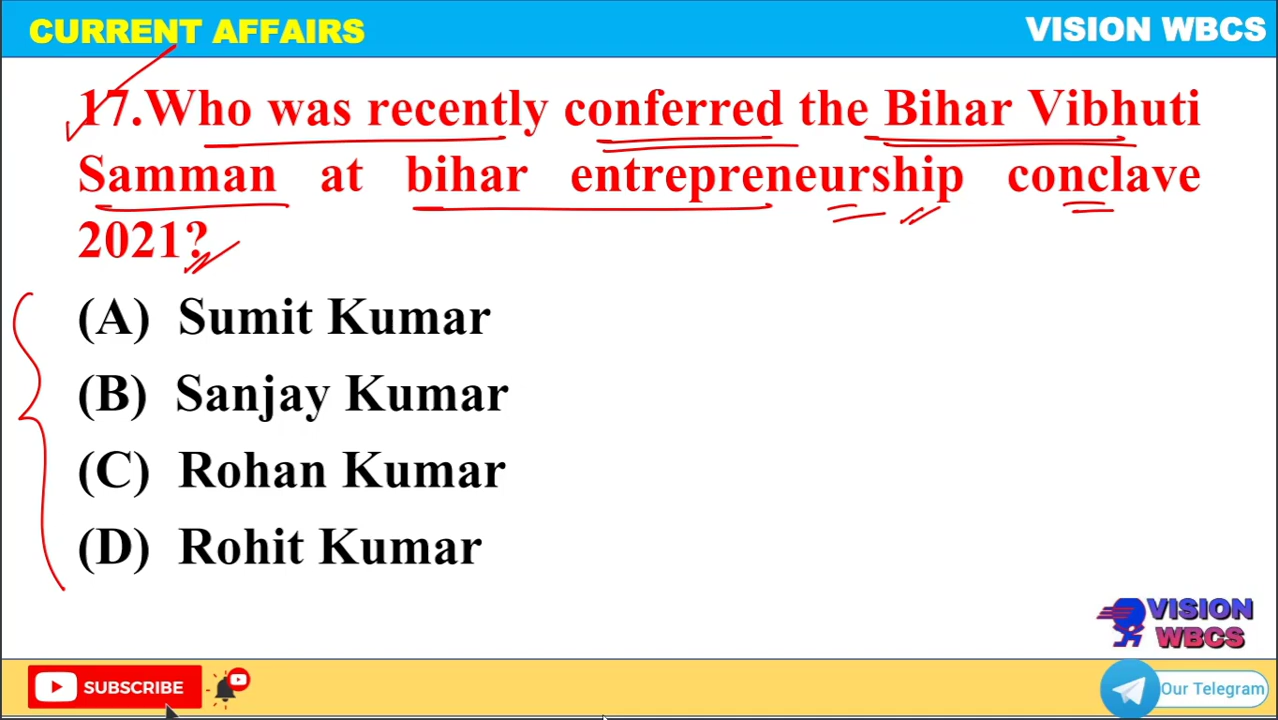 CURRENT AFFAIRS
VISION WBCS
17.Who was recently conferred the Bihar Vibhuti
Samman at bihar entrepreneurship conclave
2021?
(A) Sumit Kumar
(B) Sanjay Kumar
(C) Rohan Kumar
(D) Rohit Kumar
VISION
WBCS
SUBSCRIBE
Our Telegram